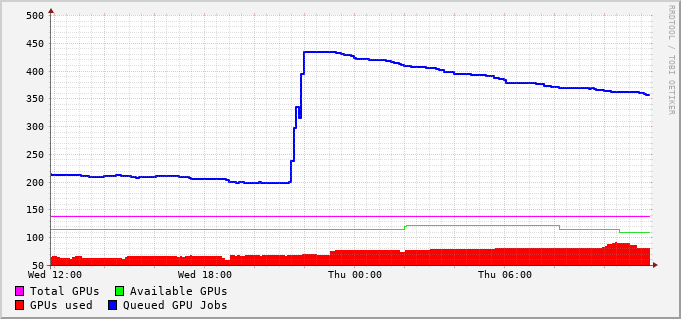 500
450
400
350
300
250
200
150
100
50
Wed 12:00 Wed 18:00 Thu 00:00 Thu 06:00
Total GPUs Available GPUs
GPUs used Queued GPU Jobs
RRDTOOL / TOBI OETIKER